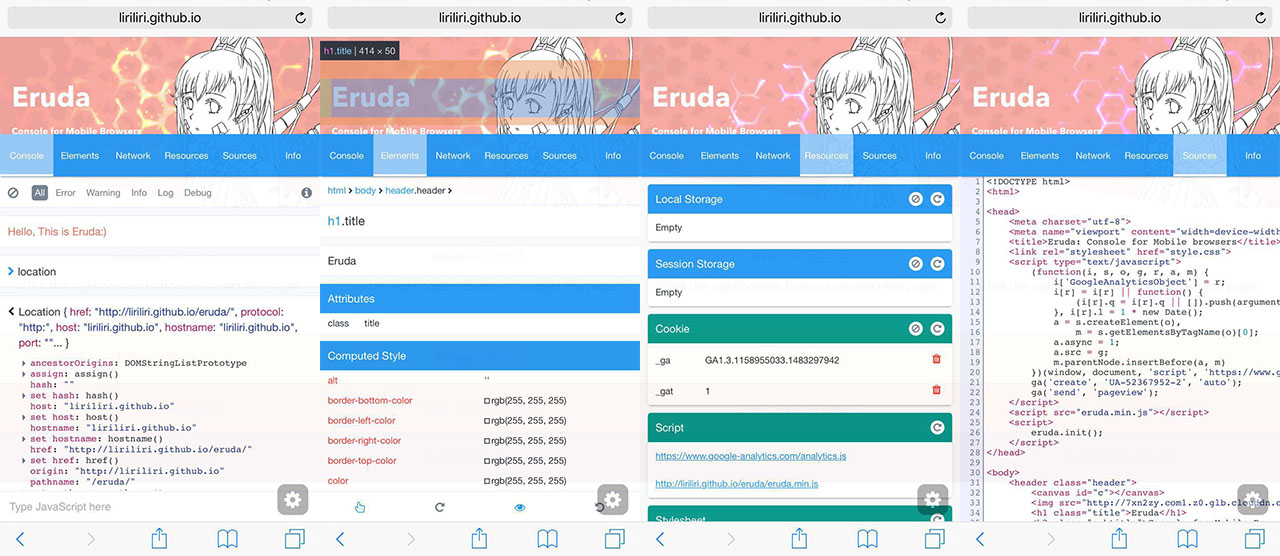 liriliri.github.io
Eruda
Console for Mobile Browsers
Console Elements Network Resources Sources Info
All Error Warning Info Log Debug
Hello, This is Eruda:)
View it on GitHub
location
Click the right bottom button to inspect this page!
Location { href: "http://liriliri.github.io/eruda/", protocol:
"http:", host: "liriliri.github.io", hostname: "liriliri.github.io",
port: ""... }
ancestorOrigins: DOMStringListPrototype
assign: assign()
hash: ""
set hash: hash()
host: "liriliri.github.io"
set host: host()
hostname: "liriliri.github.io"
set hostname: hostname()
href: "http://liriliri.github.io/eruda/"
set href: href()
origin: "http://liriliri.github.io"
pathname: "/eruda/"
Type JavaScript here
liriliri.github.io
h1.title | 414 × 50
Eruda
Console for Mobile Browsers
Console Elements Network Resources Sources Info
html body header.header
h1.title
Eruda
Attributes
class title
Computed Style
alt ''
border-bottom-color rgb(255, 255, 255)
border-left-color rgb(255, 255, 255)
border-right-color rgb(255, 255, 255)
border-top-color rgb(255, 255, 255)
color rgb(255, 255, 255)
liriliri.github.io
Eruda
Console for Mobile Browsers
Console Elements Network Resources Sources Info
Local Storage
Empty
Session Storage
Empty
Cookie
_ga GA1.3.1158955033.1483297942
_gat 1
Script
https://www.google-analytics.com/analytics.js
http://liriliri.github.io/eruda/eruda.min.js
Stylesheet
liriliri.github.io
Eruda
Console for Mobile Browsers
Console Elements Network Resources Sources Info
1 <!DOCTYPE html>
2 <html>
3
4 <head>
5 <meta charset="utf-8">
6 <meta name="viewport" content="width=device-width
7 <title>Eruda: Console for Mobile browsers</title>
8 <link rel="stylesheet" href="style.css">
9 <script type="text/javascript">
10 (function(i, s, o, g, r, a, m) {
11 i['GoogleAnalyticsObject'] = r;
12 i[r] = i[r] || function() {
13 (i[r].q = i[r].q || []).push(argument
14 }, i[r].l = 1 * new Date();
15 a = s.createElement(o),
16 m = s.getElementsByTagName(o)[0];
17 a.async = 1;
18 a.src = g;
19 m.parentNode.insertBefore(a, m)
20 })(window, document, 'script', 'https://www.g
21 ga('create', 'UA-52367952-2', 'auto');
22 ga('send', 'pageview');
23 </script>
24 <script src="eruda.min.js"></script>
25 <script>
26 eruda.init();
27 </script>
28 </head>
29
30 <body>
31 <header class="header">
32 <canvas id="c"></canvas>
33 <img src="http://7xn2zy.com1.z0.glb.clouddn.c
34 <h1 class="title">Eruda</h1>